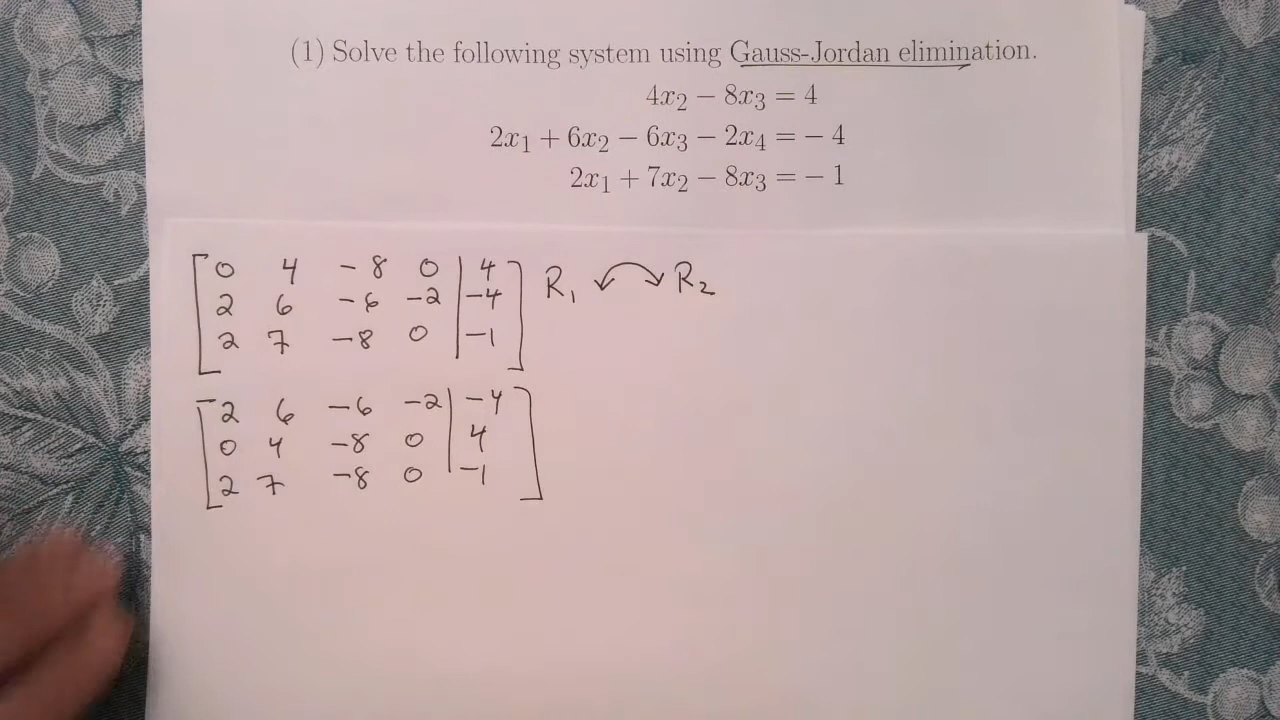 (1) Solve the following system using Gauss-Jordan elimination.
4x₂ − 8x₃ = 4
2x₁ + 6x₂ − 6x₃ − 2x₄ = − 4
2x₁ + 7x₂ − 8x₃ = − 1
0 4 −8 0 | 4 R₁ ↔ R₂
2 6 −6 −2 | −4
2 7 −8 0 | −1
2 6 −6 −2 | −4
0 4 −8 0 | 4
2 7 −8 0 | −1